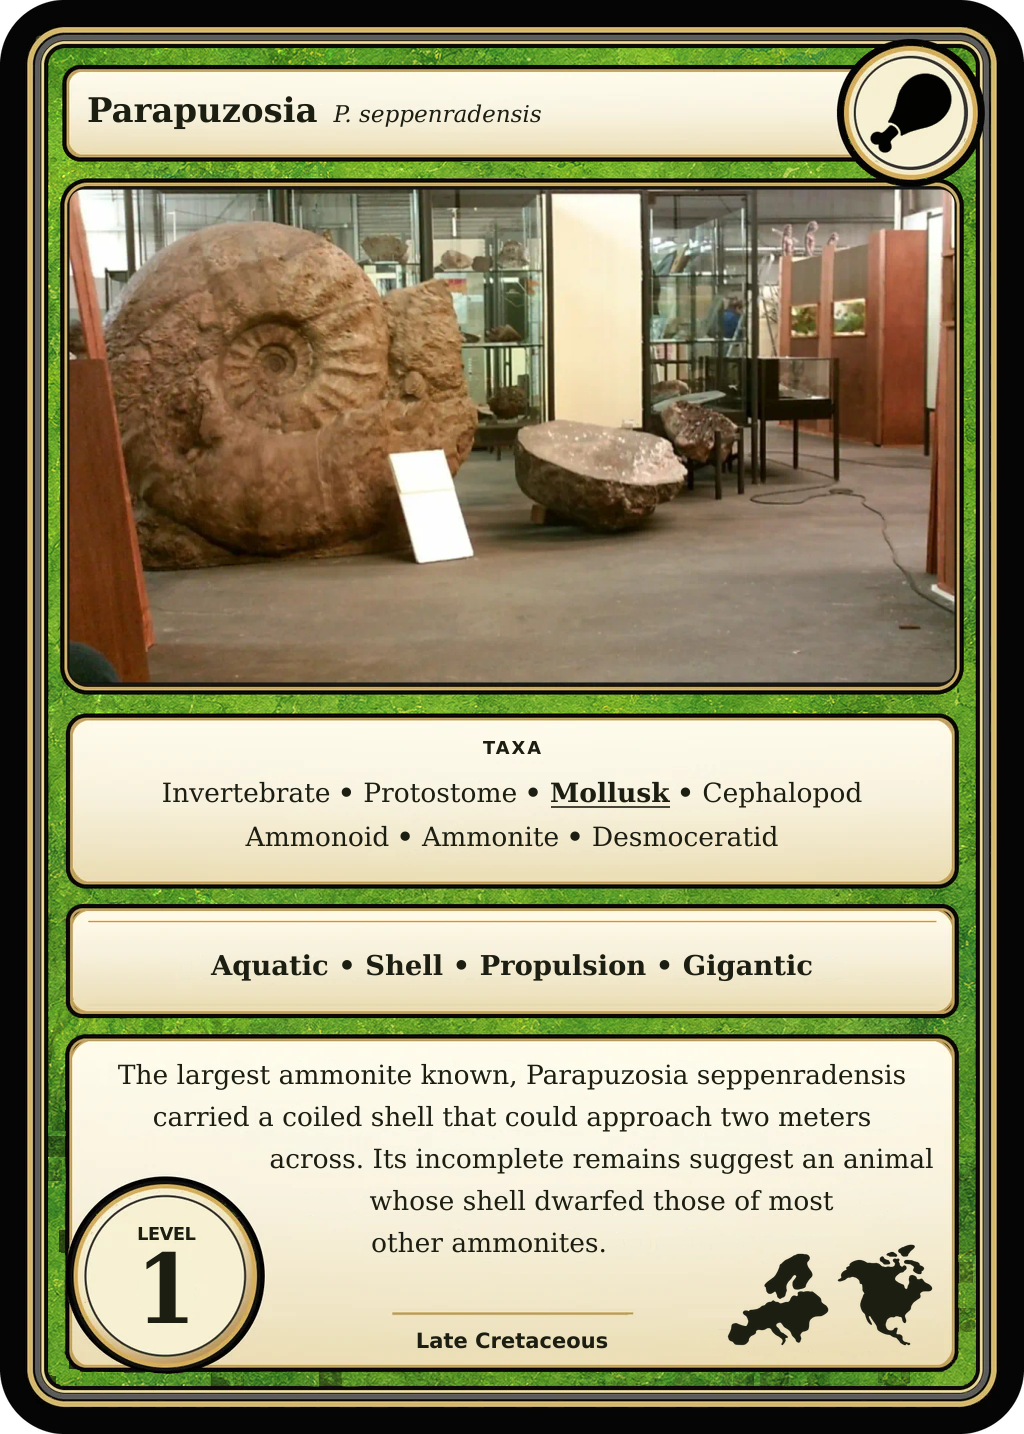 Parapuzosia P. seppenradensis
TAXA
Invertebrate • Protostome • Mollusk • Cephalopod
Ammonoid • Ammonite • Desmoceratid
Aquatic • Shell • Propulsion • Gigantic
The largest ammonite known, Parapuzosia seppenradensis
carried a coiled shell that could approach two meters
across. Its incomplete remains suggest an animal
whose shell dwarfed those of most
other ammonites.
LEVEL
1
Late Cretaceous